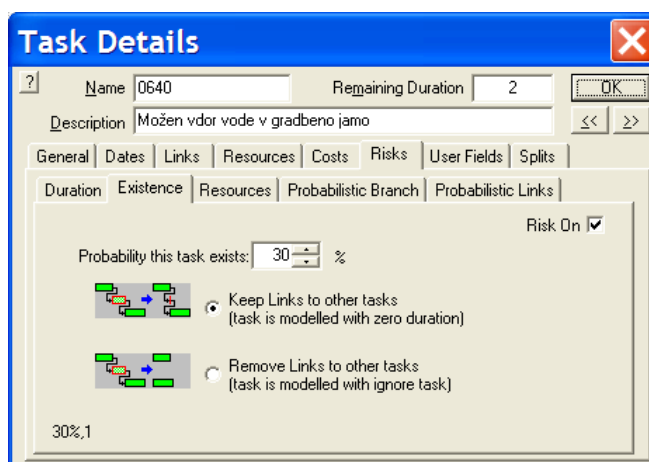 Task Details
?
Name 0640 Remaining Duration 2 OK
Description Možen vdor vode v gradbeno jamo << >>
General Dates Links Resources Costs Risks User Fields Splits
Duration Existence Resources Probabilistic Branch Probabilistic Links
Risk On
Probability this task exists: 30 %
Keep Links to other tasks
(task is modelled with zero duration)
Remove Links to other tasks
(task is modelled with ignore task)
30%,1